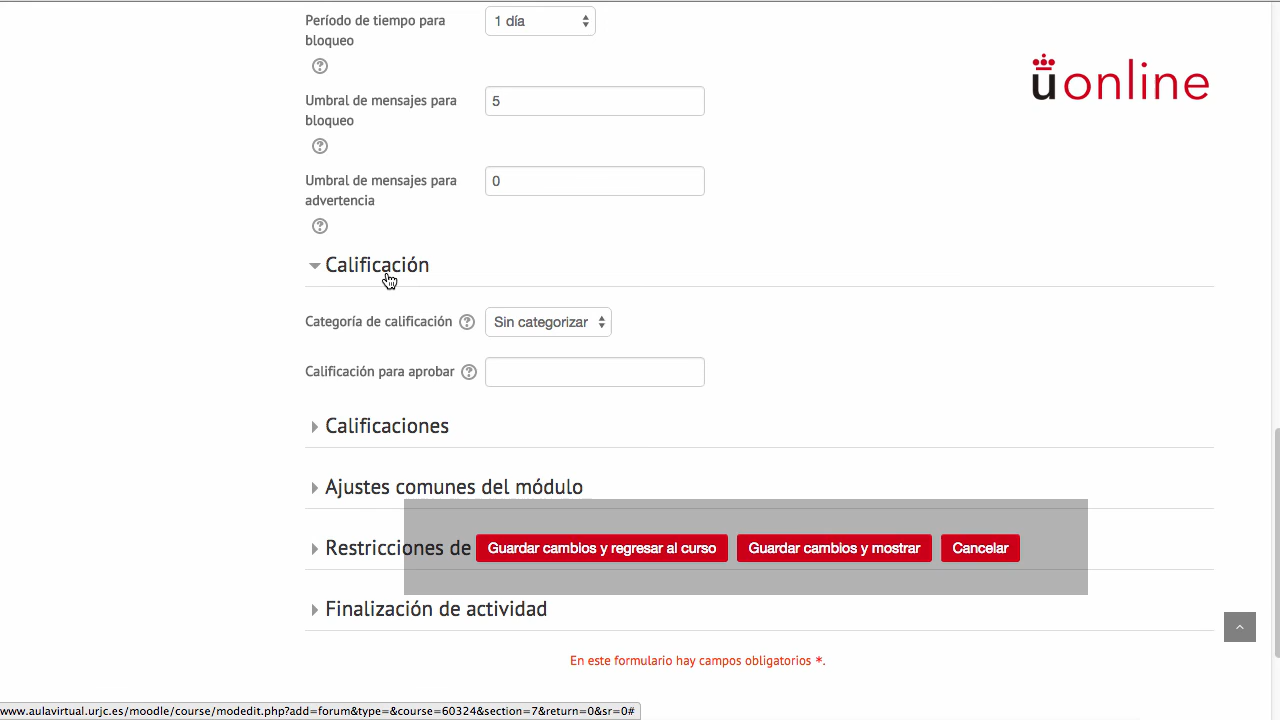 Período de tiempo para
bloqueo
1 día
Umbral de mensajes para
bloqueo
5
Umbral de mensajes para
advertencia
0
ü online
Calificación
Categoría de calificación
Sin categorizar
Calificación para aprobar
Calificaciones
Ajustes comunes del módulo
Restricciones de
Guardar cambios y regresar al curso
Guardar cambios y mostrar
Cancelar
Finalización de actividad
En este formulario hay campos obligatorios *.
www.aulavirtual.urjc.es/moodle/course/modedit.php?add=forum&type=&course=60324&section=7&return=0&sr=0#